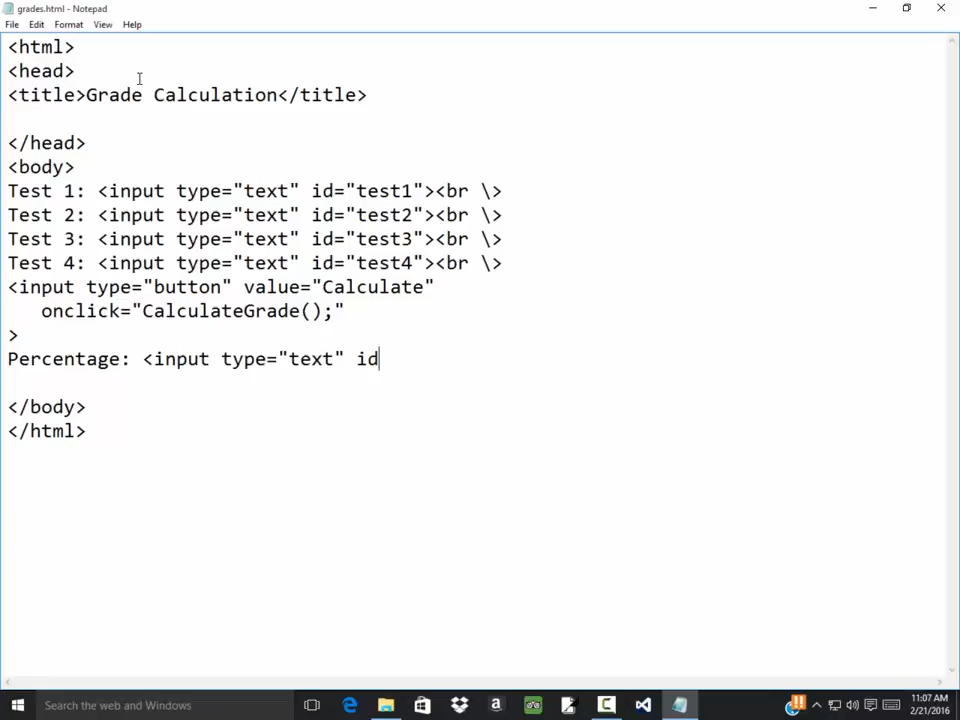 grades.html - Notepad
File Edit Format View Help
<html>
<head>
<title>Grade Calculation</title>
</head>
<body>
Test 1: <input type="text" id="test1"><br \>
Test 2: <input type="text" id="test2"><br \>
Test 3: <input type="text" id="test3"><br \>
Test 4: <input type="text" id="test4"><br \>
<input type="button" value="Calculate"
onclick="CalculateGrade();"
>
Percentage: <input type="text" id
</body>
</html>
Search the web and Windows
11:07 AM
2/21/2016